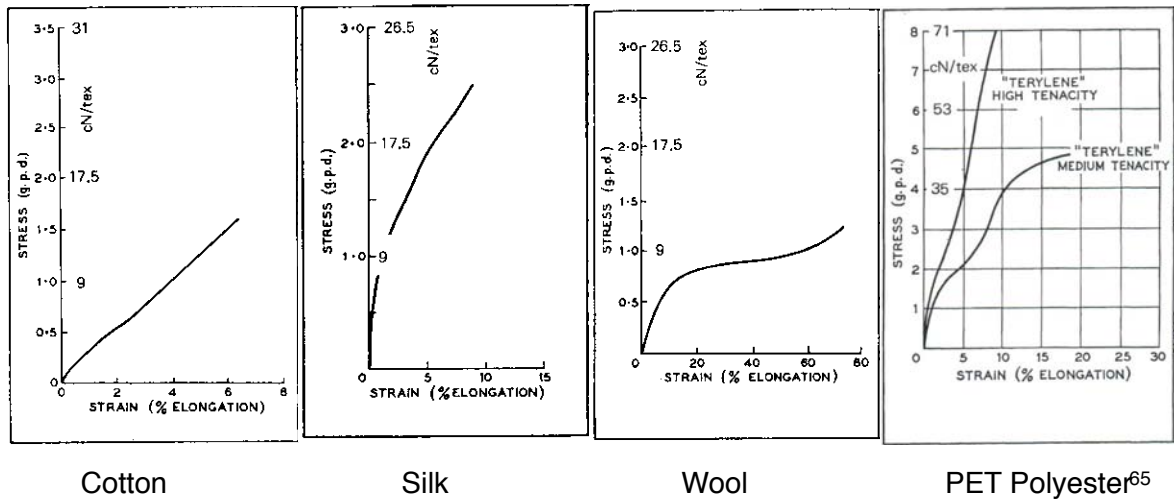 3·5
31
3·0
2·5
cN/tex
2·0
17,5
1·5
1·0
9
0·5
0
STRESS (g.p.d.)
0
2
4
6
8
STRAIN (% ELONGATION)
Cotton
3·0
26.5
cN/tex
2·0
17.5
1·0
9
STRESS (g.p.d.)
5
10
15
STRAIN (% ELONGATION)
Silk
3·0
26.5
2·5
cN/tex
2·0
17.5
1·5
1·0
9
0·5
STRESS (g.p.d.)
0
20
40
60
80
STRAIN (% ELONGATION)
Wool
8
71
7
cN/tex
"TERYLENE"
HIGH TENACITY
6
53
5
"TERYLENE"
MEDIUM TENACITY
4
35
3
2
1
STRESS (g.p.d.)
0
5
10
15
20
25
30
STRAIN (% ELONGATION)
PET Polyester65